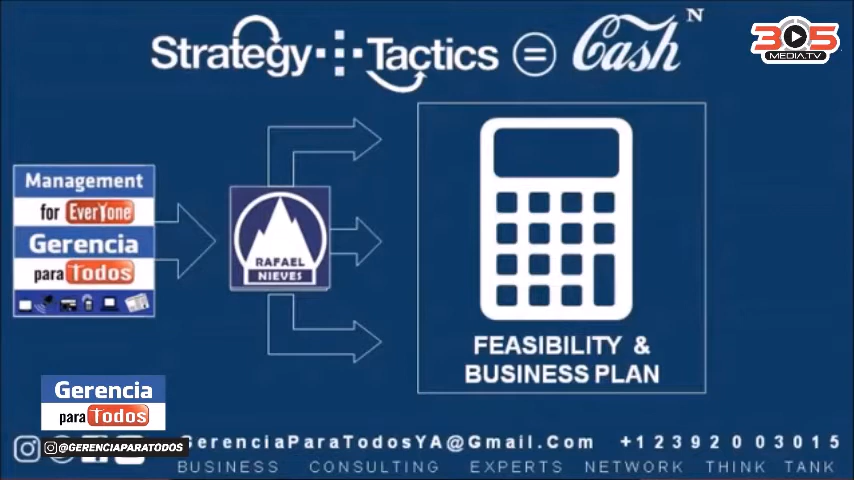 Strategy Tactics = Cash N
305
MEDIA.TV
Management
for EverYone
Gerencia
para Todos
RAFAEL
NIEVES
FEASIBILITY &
BUSINESS PLAN
Gerencia
para Todos
@GERENCIAPARATODOS
GerenciaParaTodosYA@Gmail.Com +12392003015
BUSINESS CONSULTING EXPERTS NETWORK THINK TANK